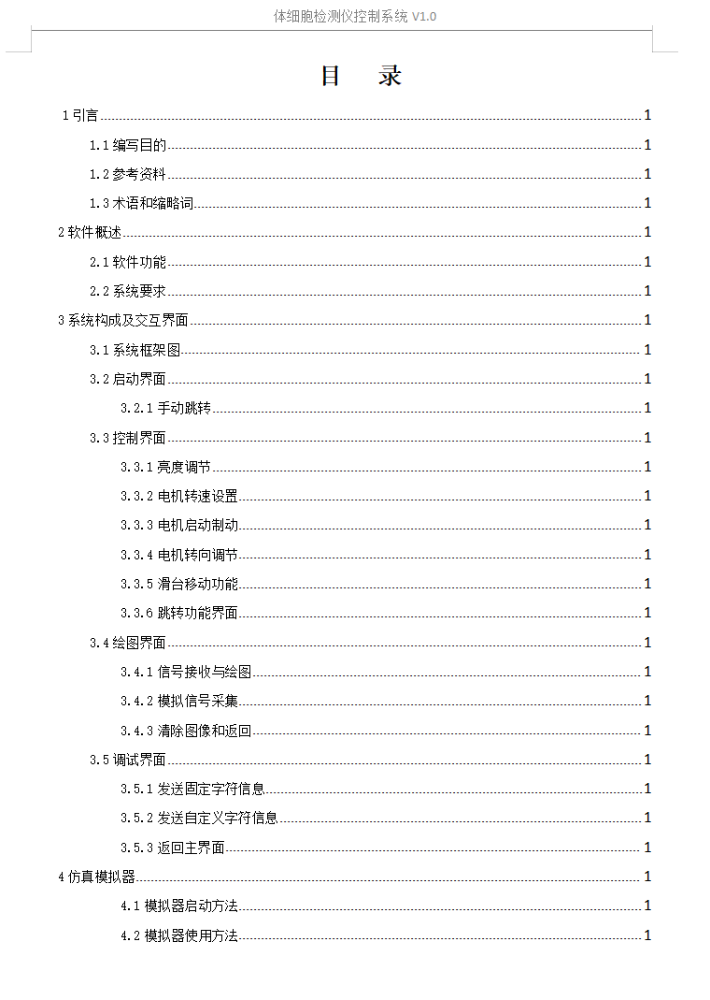 体细胞检测仪控制系统 V1.0
目 录
1 引言 1
1.1 编写目的 1
1.2 参考资料 1
1.3 术语和缩略词 1
2 软件概述 1
2.1 软件功能 1
2.2 系统要求 1
3 系统构成及交互界面 1
3.1 系统框架图 1
3.2 启动界面 1
3.2.1 手动跳转 1
3.3 控制界面 1
3.3.1 亮度调节 1
3.3.2 电机转速设置 1
3.3.3 电机启动制动 1
3.3.4 电机转向调节 1
3.3.5 滑台移动功能 1
3.3.6 跳转功能界面 1
3.4 绘图界面 1
3.4.1 信号接收与绘图 1
3.4.2 模拟信号采集 1
3.4.3 清除图像和返回 1
3.5 调试界面 1
3.5.1 发送固定字符信息 1
3.5.2 发送自定义字符信息 1
3.5.3 返回主界面 1
4 仿真模拟器 1
4.1 模拟器启动方法 1
4.2 模拟器使用方法 1